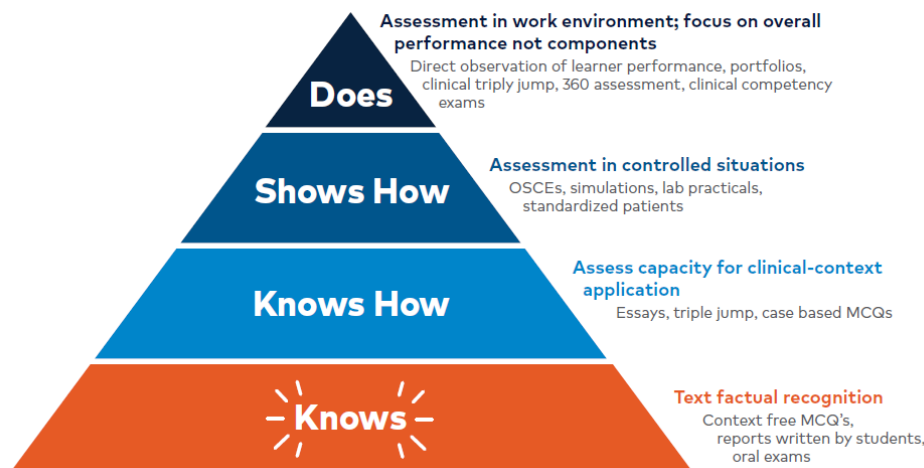 Assessment in work environment; focus on overall
performance not components
Direct observation of learner performance, portfolios,
clinical triply jump, 360 assessment, clinical competency
exams
Does
Assessment in controlled situations
OSCEs, simulations, lab practicals,
standardized patients
Shows How
Assess capacity for clinical-context
application
Essays, triple jump, case based MCQs
Knows How
Text factual recognition
Context free MCQ's,
reports written by students,
oral exams
Knows